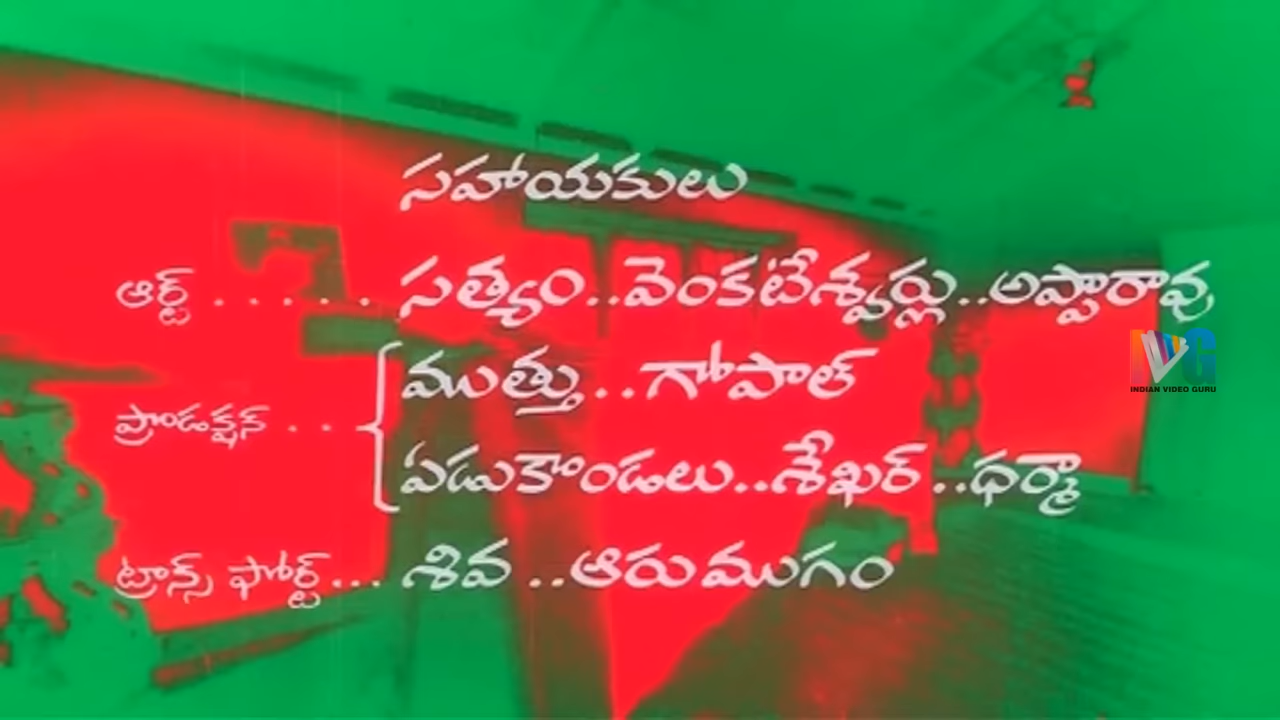 సహాయకులు
ఆర్ట్ . . . . . సత్యం..వెంకటేశ్వర్లు..అప్పారావు
ముత్తు..గోపాల్
ప్రొండక్షన్ . . {
ఏడుకొండలు..శేఖర్..ధర్మా
ట్రాన్స్ ఫోర్ట్... శివ ..ఆరుముగం
INDIAN VIDEO GURU